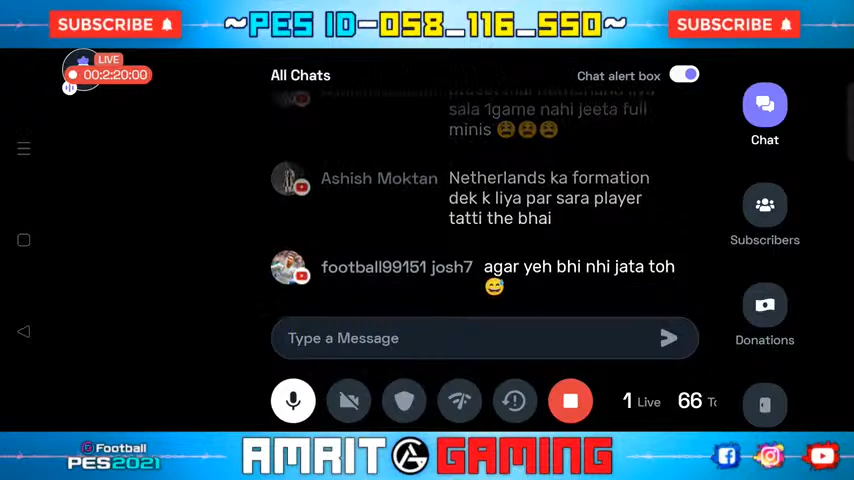 SUBSCRIBE
~PES ID-058_116_550~
SUBSCRIBE
LIVE
00:2:20:00
All Chats
Chat alert box
sala 1game nahi jeeta full
minis 😫😫😫
Chat
Ashish Moktan
Netherlands ka formation
dek k liya par sara player
tatti the bhai
Subscribers
football99151 josh7
agar yeh bhi nhi jata toh
😅
Type a Message
Donations
1 Live
66 To
eFootball
PES2021
AMRIT GAMING